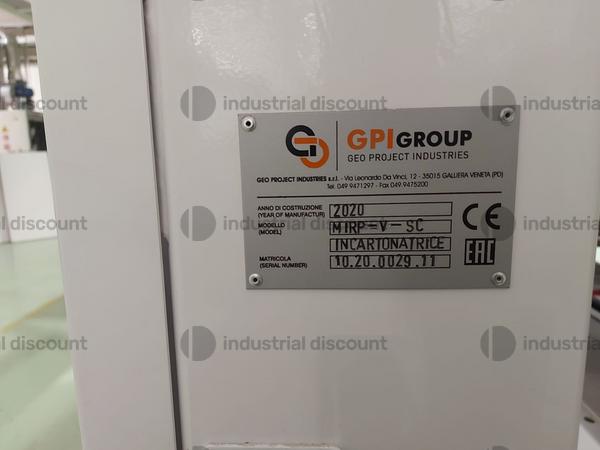 GPIGROUP
GEO PROJECT INDUSTRIES
GEO PROJECT INDUSTRIES s.r.l. - Via Leonardo Da Vinci, 12 - 35015 GALLIERA VENETA (PD)
Tel. 049 9471297 - Fax 049.9475200
ANNO DI COSTRUZIONE 2020
(YEAR OF MANUFACTUR)
MODELLO MIRP-V-SC
(MODEL) INCARTONATRICE
MATRICOLA 10.20.0029.11
(SERIAL NUMBER)
CE
EAC
industrial discount
industrial discount
industrial discount
industrial discount
industrial discount
industrial discount
industrial discount